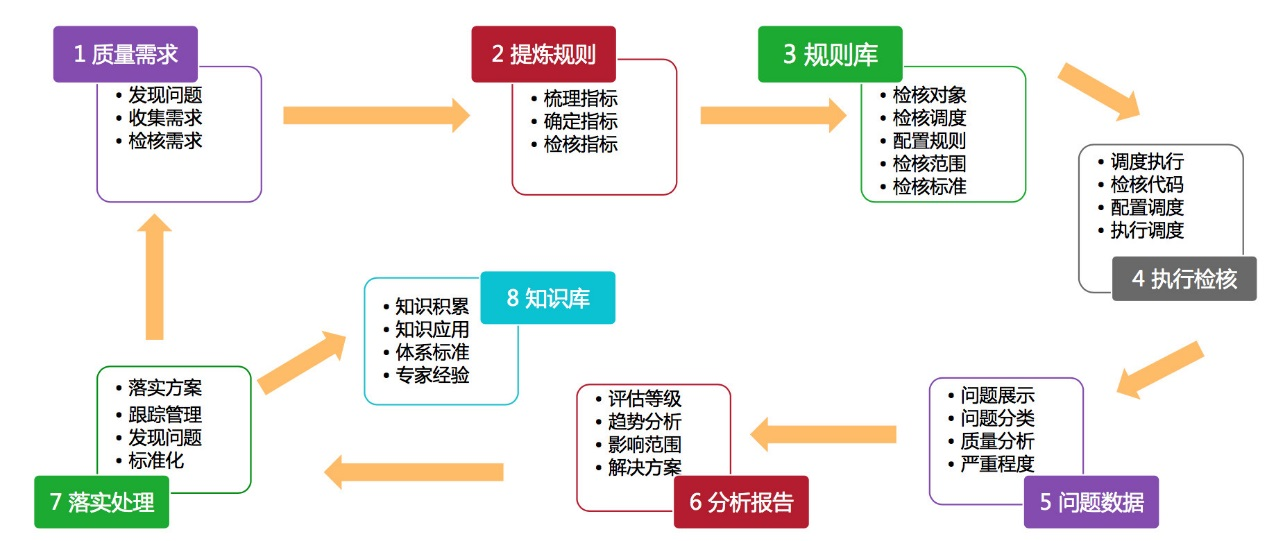 1 质量需求
• 发现问题
• 收集需求
• 检核需求
2 提炼规则
• 梳理指标
• 确定指标
• 检核指标
3 规则库
• 检核对象
• 检核调度
• 配置规则
• 检核范围
• 检核标准
• 调度执行
• 检核代码
• 配置调度
• 执行调度
4 执行检核
• 问题展示
• 问题分类
• 质量分析
• 严重程度
5 问题数据
• 评估等级
• 趋势分析
• 影响范围
• 解决方案
6 分析报告
• 落实方案
• 跟踪管理
• 发现问题
• 标准化
7 落实处理
8 知识库
• 知识积累
• 知识应用
• 体系标准
• 专家经验